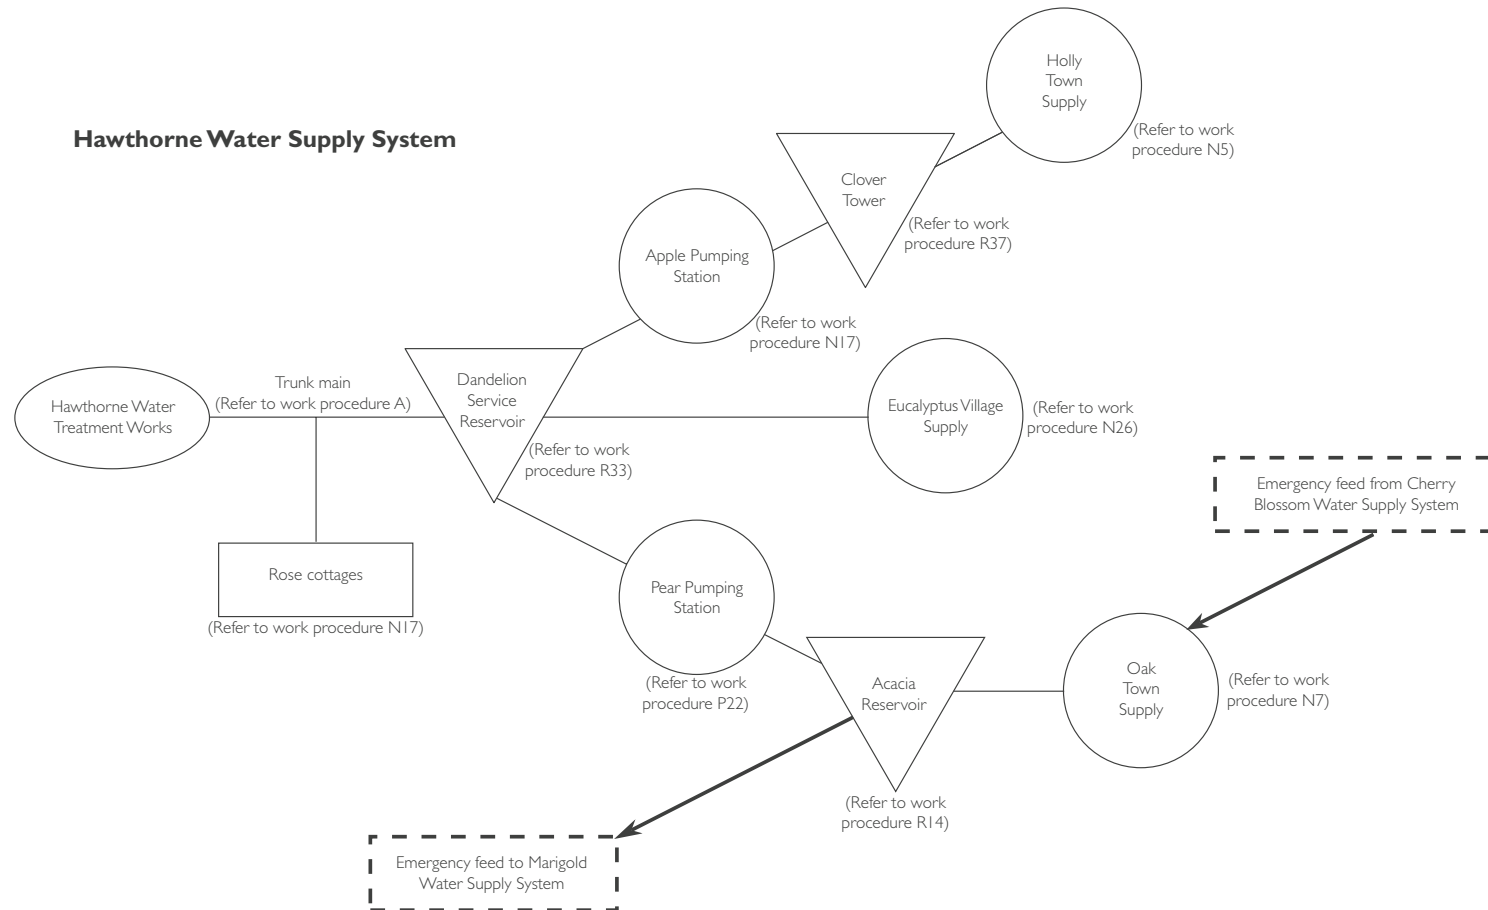 Hawthorne Water Supply System
Holly
Town
Supply
(Refer to work
procedure N5)
Clover
Tower
(Refer to work
procedure R37)
Apple Pumping
Station
(Refer to work
procedure N17)
Trunk main
(Refer to work procedure A)
Hawthorne Water
Treatment Works
Dandelion
Service
Reservoir
(Refer to work
procedure R33)
Eucalyptus Village
Supply
(Refer to work
procedure N26)
Emergency feed from Cherry
Blossom Water Supply System
Rose cottages
(Refer to work procedure N17)
Pear Pumping
Station
(Refer to work
procedure P22)
Acacia
Reservoir
(Refer to work
procedure R14)
Oak
Town
Supply
(Refer to work
procedure N7)
Emergency feed to Marigold
Water Supply System